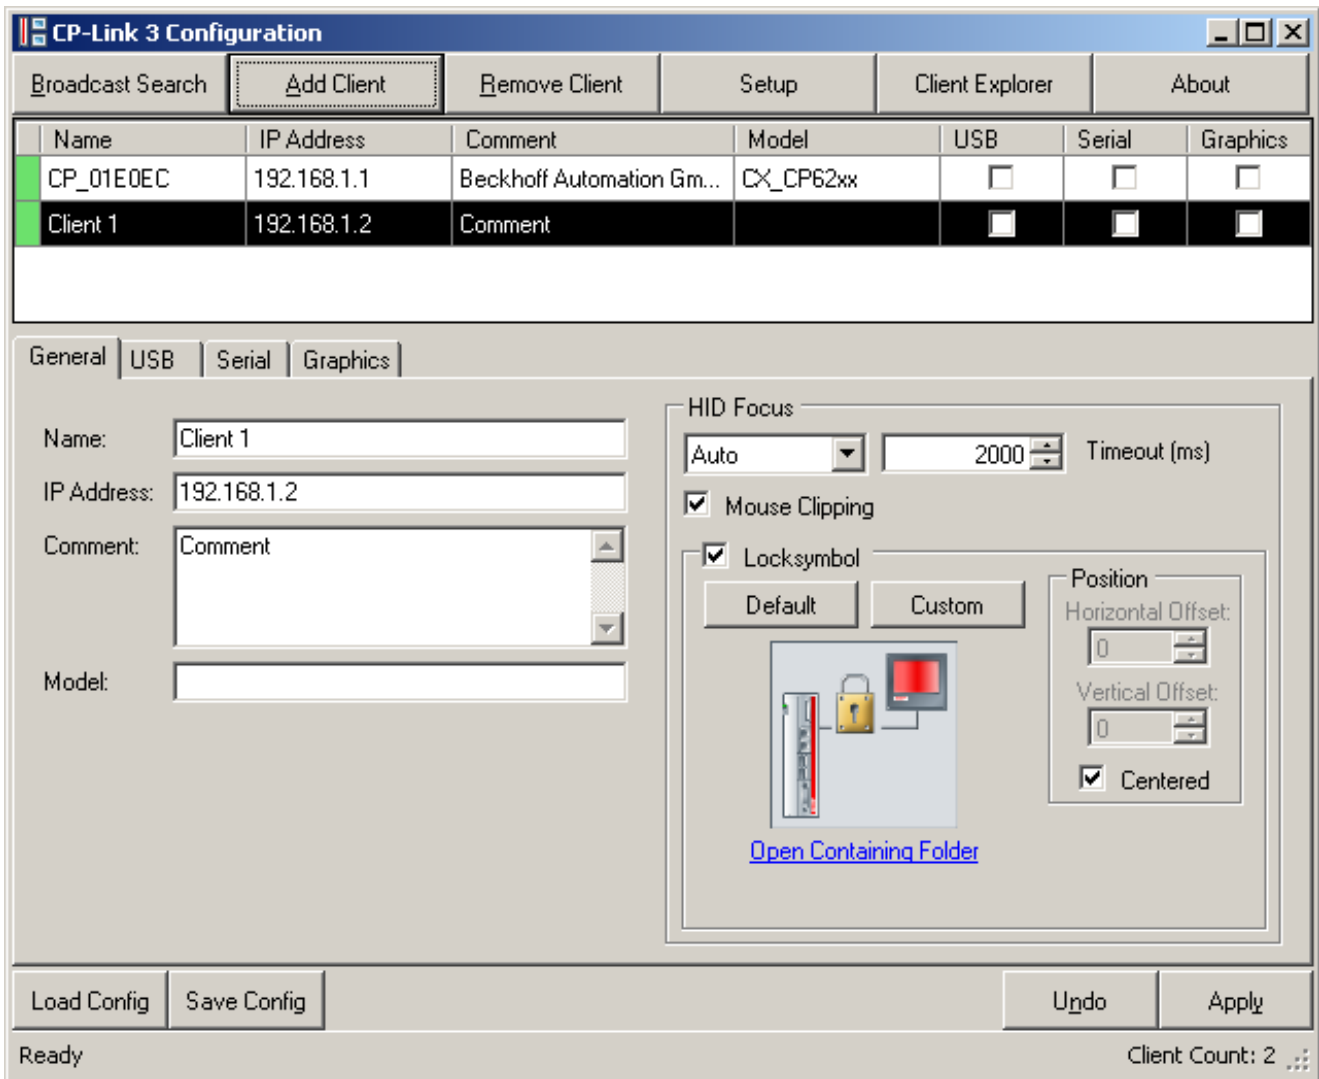 CP-Link 3 Configuration
Broadcast Search Add Client Remove Client Setup Client Explorer About
Name IP Address Comment Model USB Serial Graphics
CP_01E0EC 192.168.1.1 Beckhoff Automation Gm... CX_CP62xx
Client 1 192.168.1.2 Comment
General USB Serial Graphics
HID Focus
Name: Client 1
Auto 2000 Timeout (ms)
IP Address: 192.168.1.2
Mouse Clipping
Comment: Comment
Locksymbol
Default Custom
Position
Horizontal Offset:
0
Model:
Vertical Offset:
0
Centered
Open Containing Folder
Load Config Save Config Undo Apply
Ready Client Count: 2